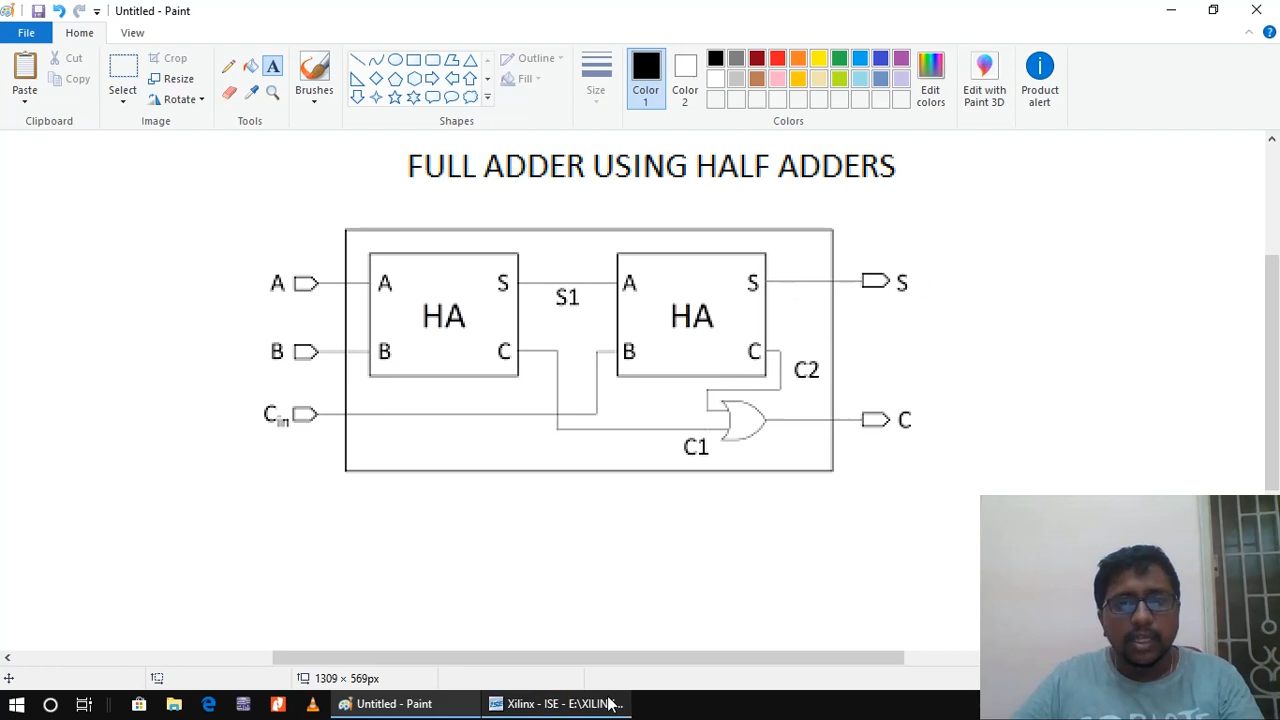 Untitled - Paint
File Home View
Paste
Cut
Copy
Clipboard
Select
Crop
Resize
Rotate
Image
A
Tools
Brushes
Shapes
Outline
Fill
Size
Color 1
Color 2
Edit colors
Colors
Edit with Paint 3D
Product alert
FULL ADDER USING HALF ADDERS
A A HA S S1 A HA S S
B B C B C C2
Cin C
C1
1309 × 569px
Untitled - Paint
Xilinx - ISE - E:\XILIN...